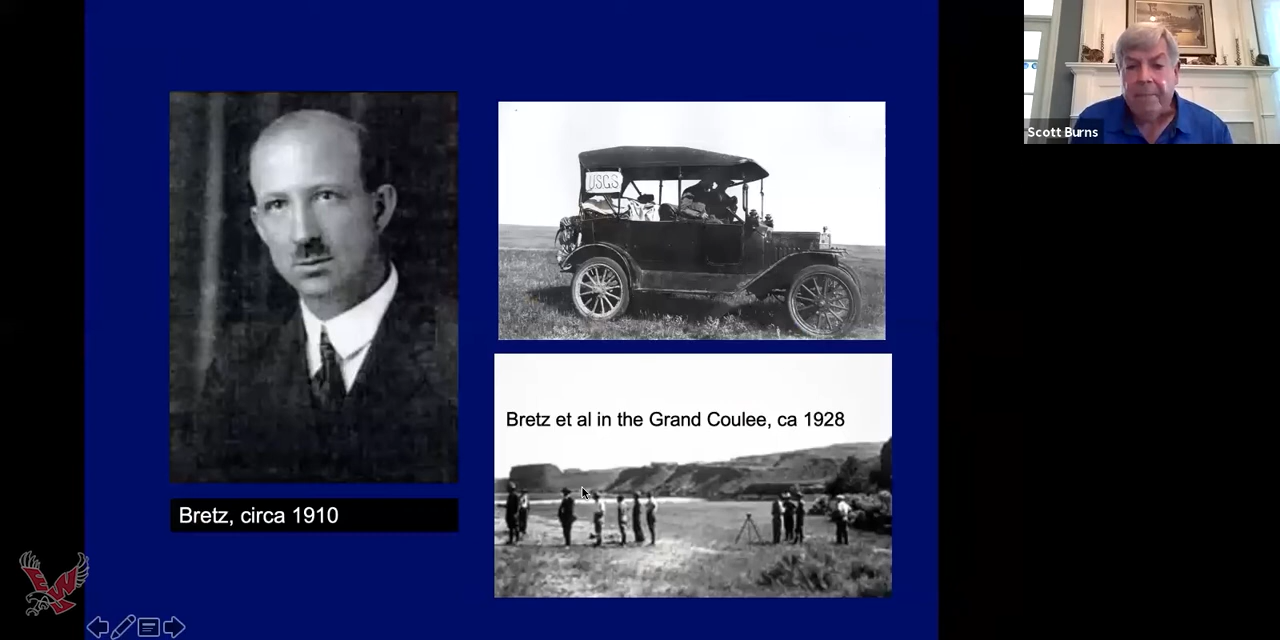 Scott Burns
USGS
Bretz et al in the Grand Coulee, ca 1928
Bretz, circa 1910